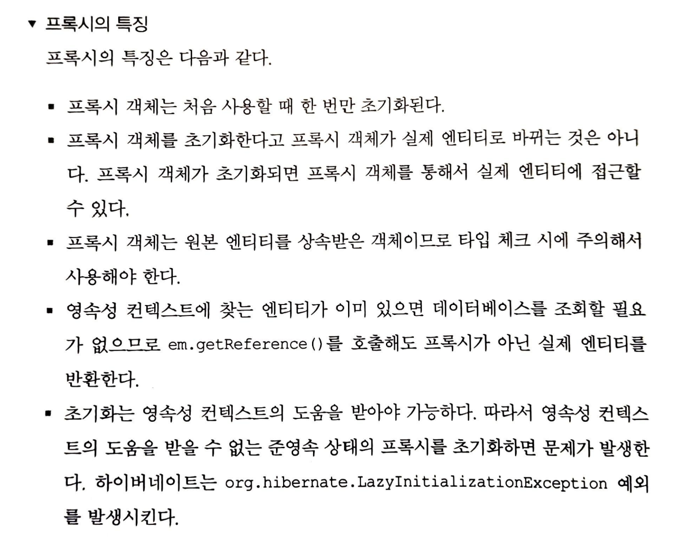 ▼ 프록시의 특징
프록시의 특징은 다음과 같다.
■ 프록시 객체는 처음 사용할 때 한 번만 초기화된다.
■ 프록시 객체를 초기화한다고 프록시 객체가 실제 엔티티로 바뀌는 것은 아니
다. 프록시 객체가 초기화되면 프록시 객체를 통해서 실제 엔티티에 접근할
수 있다.
■ 프록시 객체는 원본 엔티티를 상속받은 객체이므로 타입 체크 시에 주의해서
사용해야 한다.
■ 영속성 컨텍스트에 찾는 엔티티가 이미 있으면 데이터베이스를 조회할 필요
가 없으므로 em.getReference()를 호출해도 프록시가 아닌 실제 엔티티를
반환한다.
■ 초기화는 영속성 컨텍스트의 도움을 받아야 가능하다. 따라서 영속성 컨텍스
트의 도움을 받을 수 없는 준영속 상태의 프록시를 초기화하면 문제가 발생한
다. 하이버네이트는 org.hibernate.LazyInitializationException 예외
를 발생시킨다.